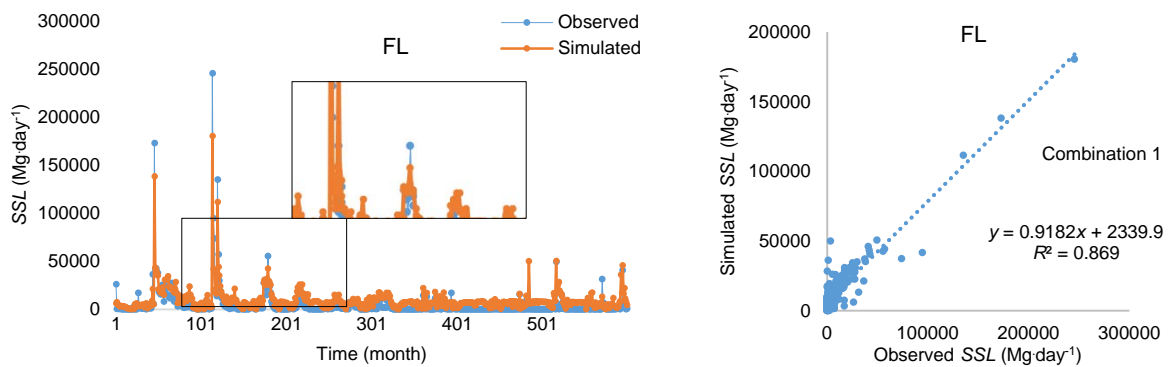 300000
250000
200000
150000
100000
50000
0
SSL (Mg·day⁻¹)
FL
Observed
Simulated
1
101
201
301
401
501
Time (month)
200000
150000
100000
50000
0
Simulated SSL (Mg·day⁻¹)
FL
Combination 1
y = 0.9182x + 2339.9
R² = 0.869
0
100000
200000
300000
Observed SSL (Mg·day⁻¹)